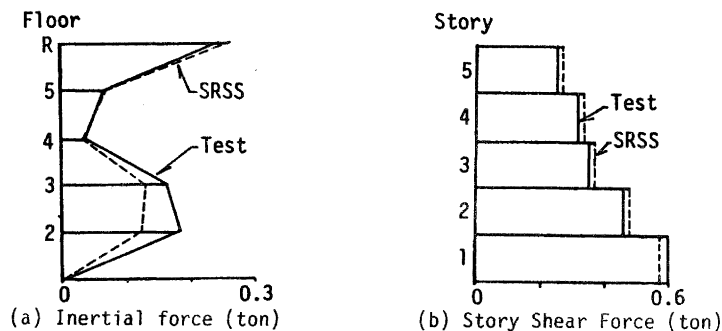 Floor
R
5
4
3
2
SRSS
Test
0
0.3
(a) Inertial force (ton)
Story
5
4
3
2
1
Test
SRSS
0
0.6
(b) Story Shear Force (ton)